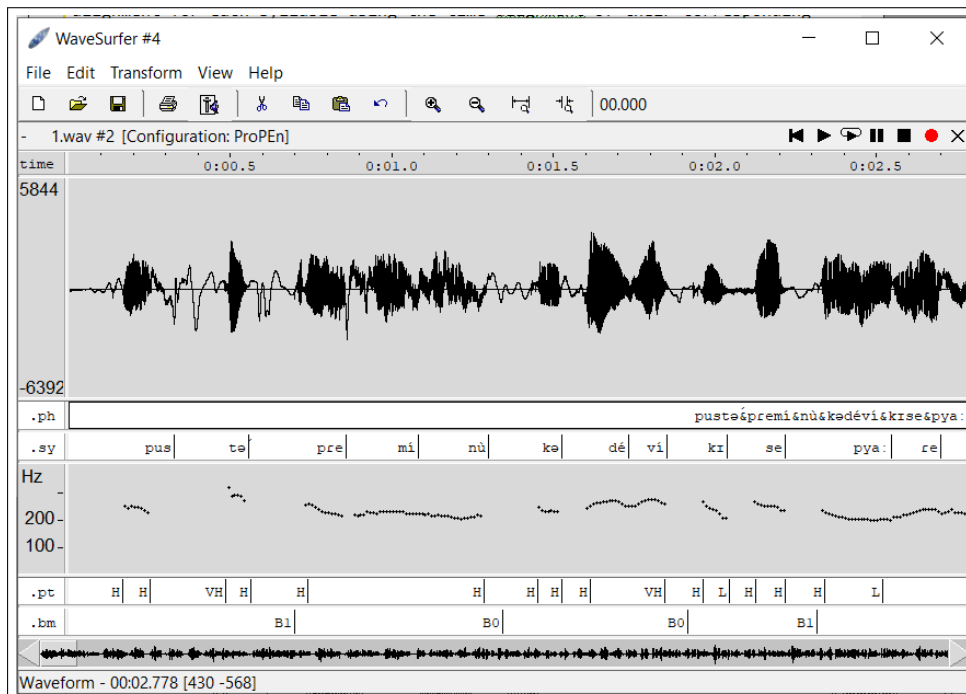 WaveSurfer #4
File Edit Transform View Help
00.000
- 1.wav #2 [Configuration: ProPEn]
time 0:00.5 0:01.0 0:01.5 0:02.0 0:02.5
5844
-6392
.ph pustə&́premí&nù&kədéví&kɪse&pya:
.sy pus tə́ pre mí nù kə dé ví kɪ se pya: re
Hz
200
100
.pt H H VH H H H H H H VH H L H H H L
.bm B1 B0 B0 B1
Waveform - 00:02.778 [430 -568]